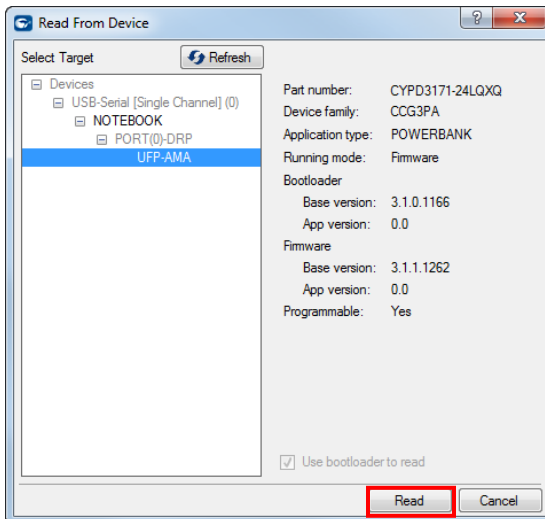 Read From Device
Select Target
Refresh
Devices
USB-Serial [Single Channel] (0)
NOTEBOOK
PORT(0)-DRP
UFP-AMA
Part number: CYPD3171-24LQXQ
Device family: CCG3PA
Application type: POWERBANK
Running mode: Firmware
Bootloader
Base version: 3.1.0.1166
App version: 0.0
Firmware
Base version: 3.1.1.1262
App version: 0.0
Programmable: Yes
Use bootloader to read
Read Cancel